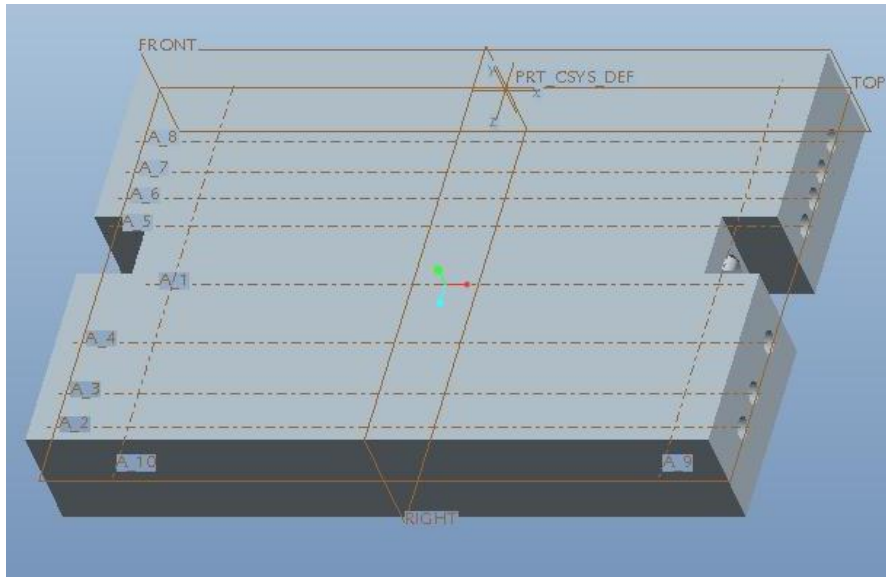 FRONT
Y
PRT_CSYS_DEF
X
TOP
Z
A_8
A_7
A_6
A_5
A_1
A_4
A_3
A_2
A_10
A_9
RIGHT